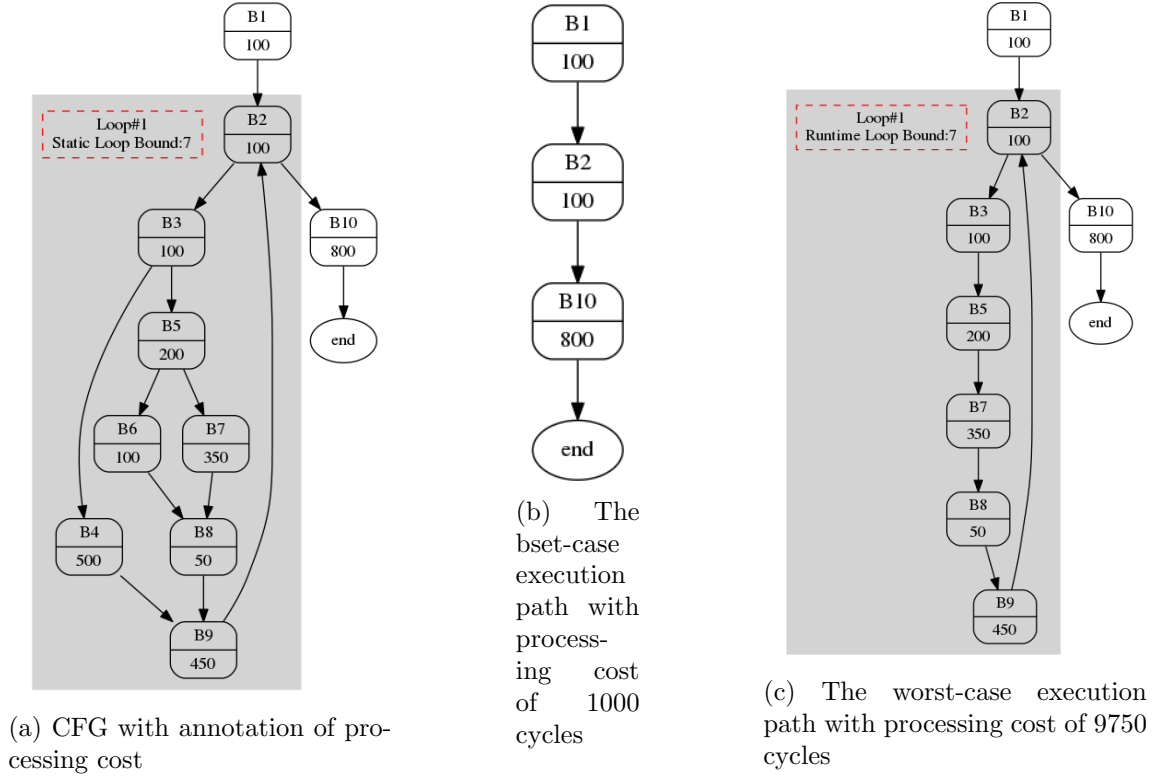 B1
100
Loop#1
Static Loop Bound:7
B2
100
B3
100
B10
800
B5
200
end
B6
100
B7
350
B4
500
B8
50
B9
450
(a) CFG with annotation of pro-
cessing cost
B1
100
B2
100
B10
800
end
(b) The
bset-case
execution
path with
process-
ing cost
of 1000
cycles
B1
100
Loop#1
Runtime Loop Bound:7
B2
100
B3
100
B10
800
B5
200
end
B7
350
B8
50
B9
450
(c) The worst-case execution
path with processing cost of 9750
cycles